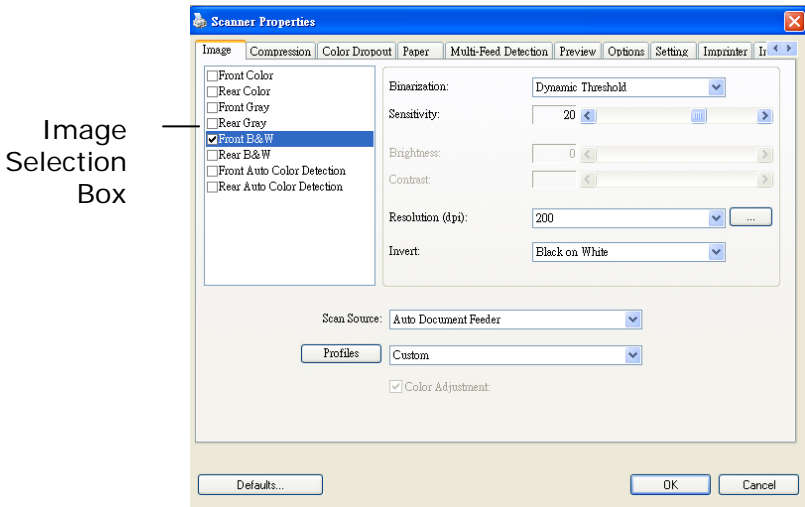 Scanner Properties
Image Compression Color Dropout Paper Multi-Feed Detection Preview Options Setting Imprinter
Image
Selection
Box
Front Color
Rear Color
Front Gray
Rear Gray
Front B&W
Rear B&W
Front Auto Color Detection
Rear Auto Color Detection
Binarization: Dynamic Threshold
Sensitivity: 20
Brightness: 0
Contrast:
Resolution (dpi): 200 ...
Invert: Black on White
Scan Source: Auto Document Feeder
Profiles Custom
Color Adjustment:
Defaults... OK Cancel